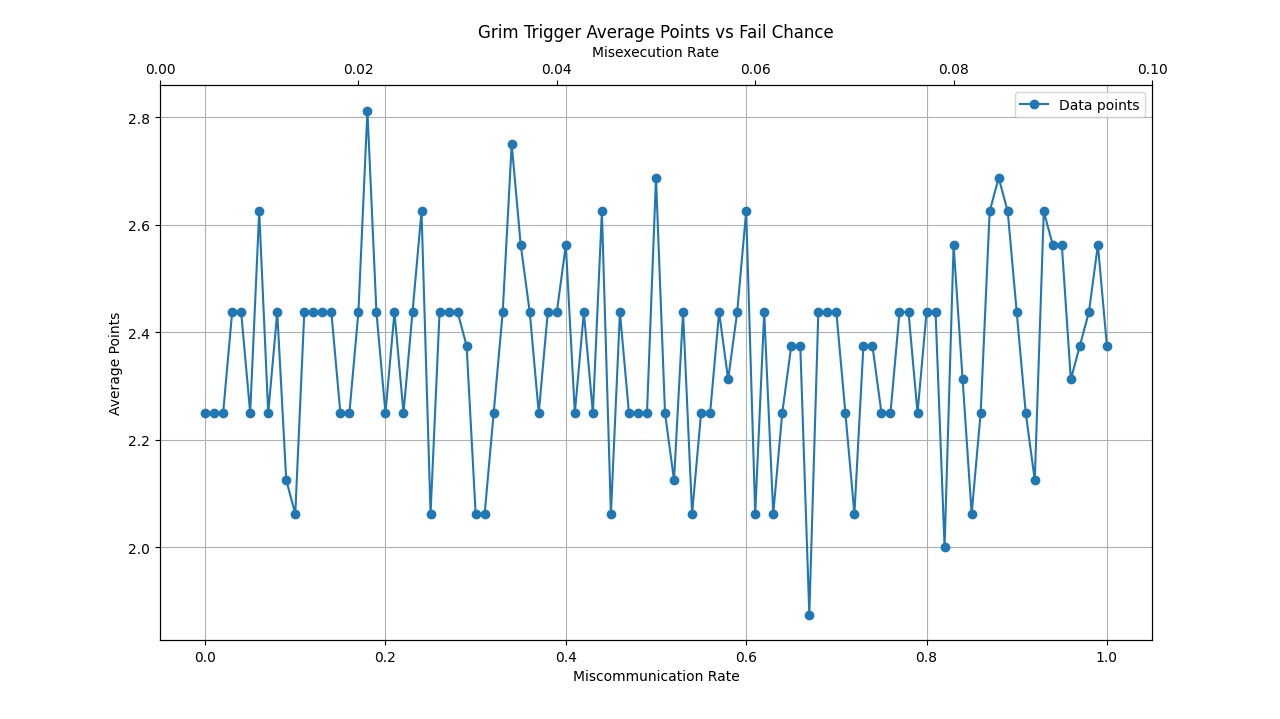 Grim Trigger Average Points vs Fail Chance
Misexecution Rate
0.00 0.02 0.04 0.06 0.08 0.10
Data points
2.8
2.6
2.4
2.2
2.0
Average Points
0.0 0.2 0.4 0.6 0.8 1.0
Miscommunication Rate